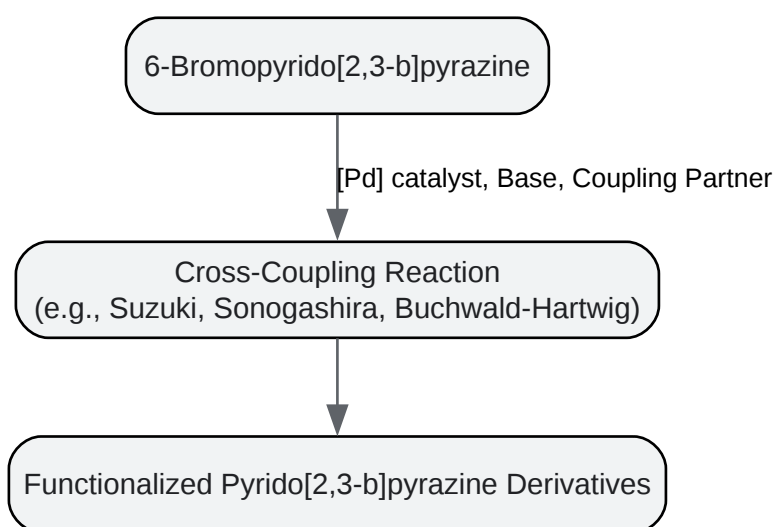 6-Bromopyrido[2,3-b]pyrazine
[Pd] catalyst, Base, Coupling Partner
Cross-Coupling Reaction
(e.g., Suzuki, Sonogashira, Buchwald-Hartwig)
Functionalized Pyrido[2,3-b]pyrazine Derivatives